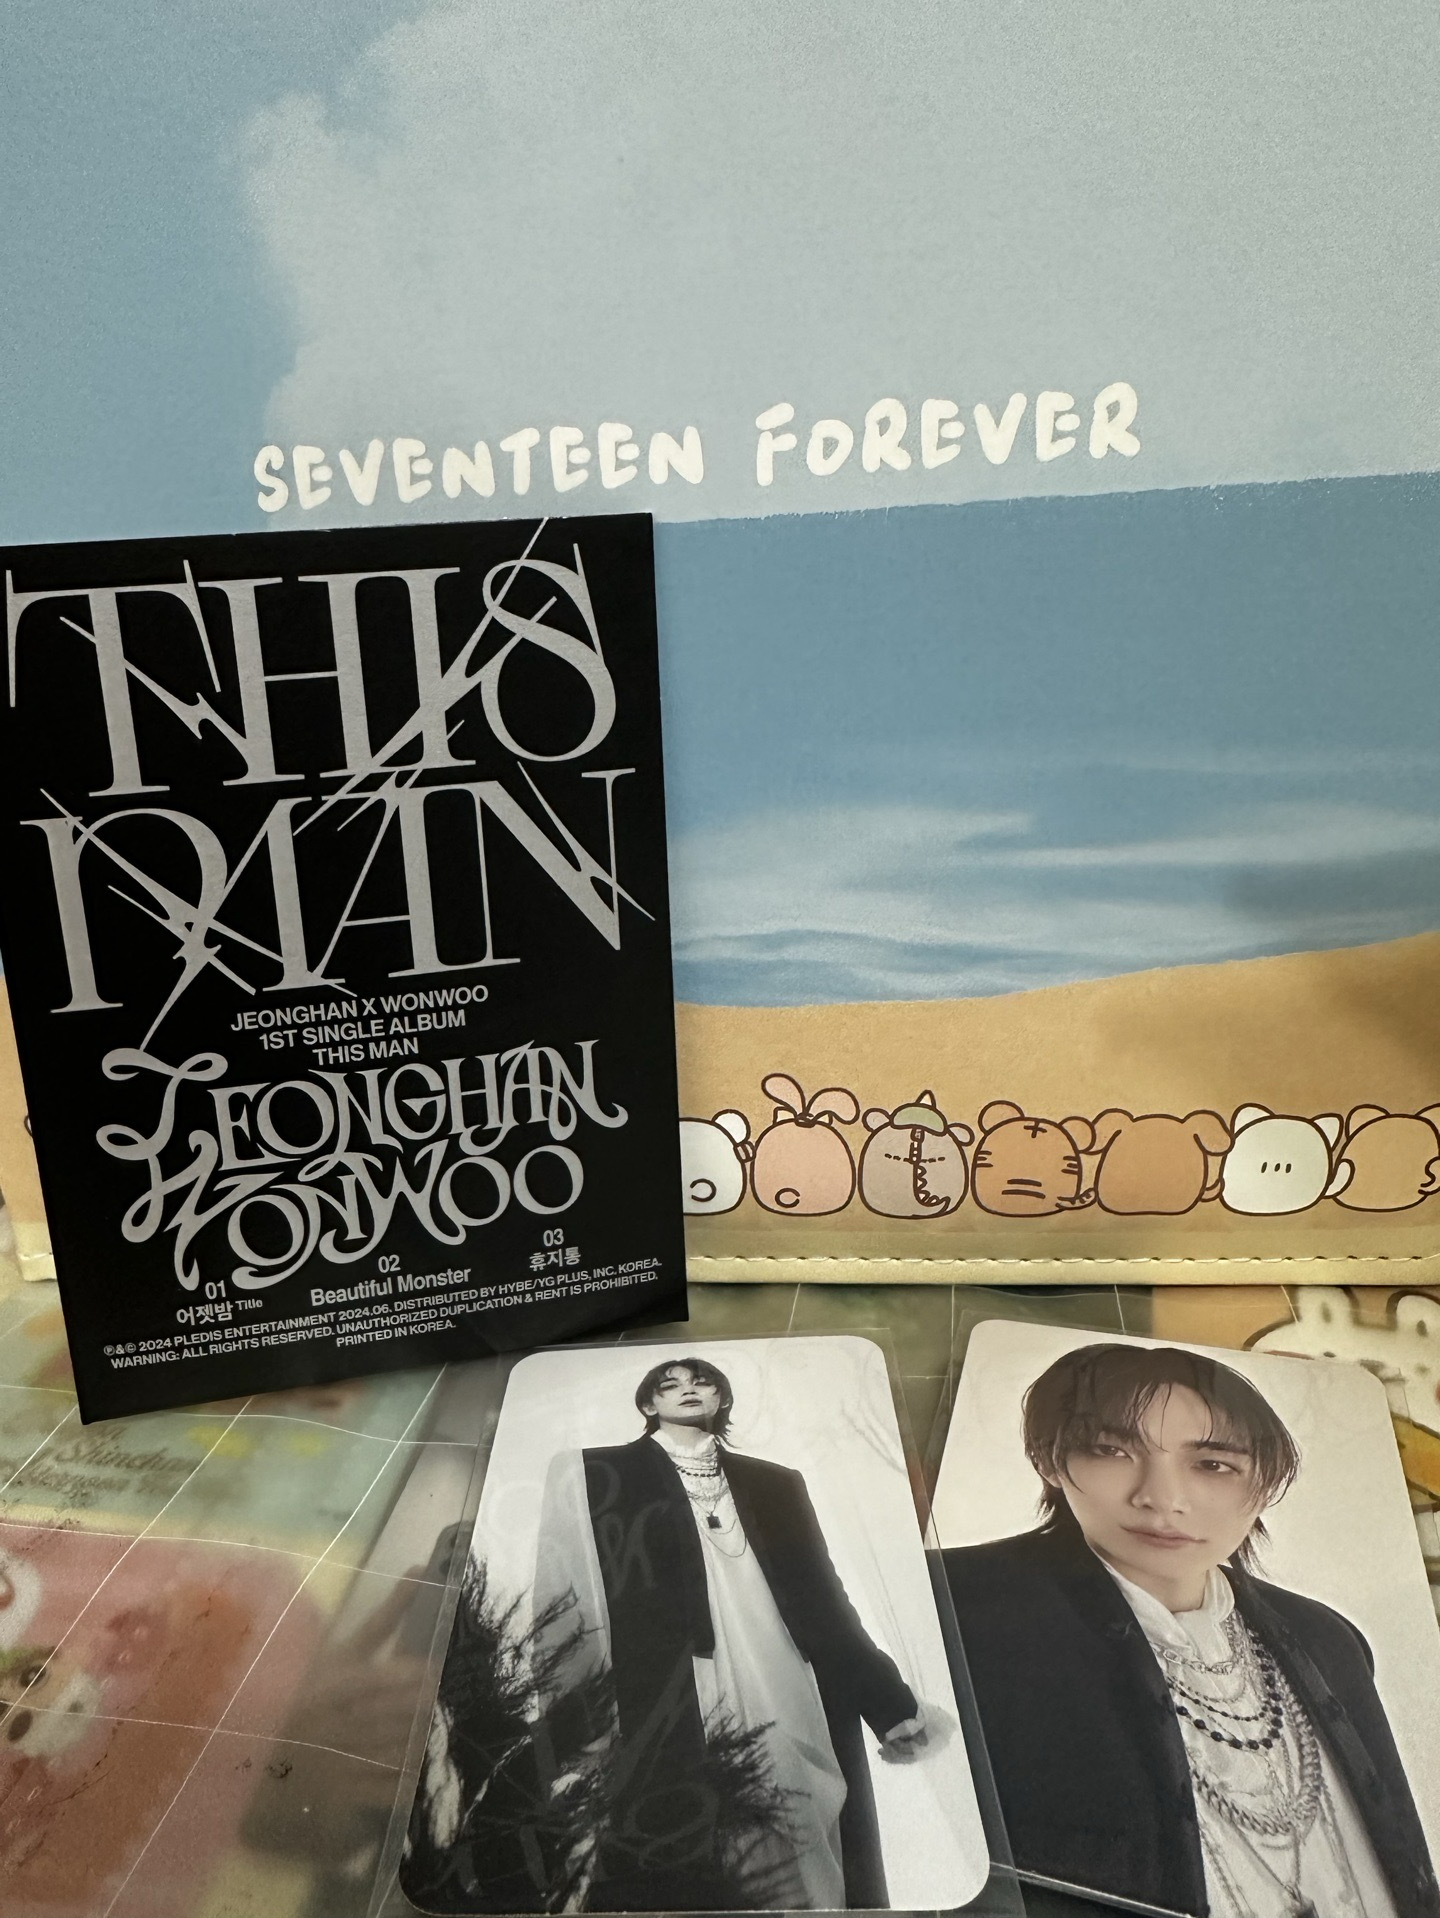 SEVENTEEN FOREVER
THIS
MAN
JEONGHAN X WONWOO
1ST SINGLE ALBUM
THIS MAN
JEONGHAN
WONWOO
01
어젯밤 Title
02
Beautiful Monster
03
휴지통
℗&© 2024 PLEDIS ENTERTAINMENT 2024.06. DISTRIBUTED BY HYBE/YG PLUS, INC. KOREA.
WARNING: ALL RIGHTS RESERVED. UNAUTHORIZED DUPLICATION & RENT IS PROHIBITED.
PRINTED IN KOREA.
Shinchan